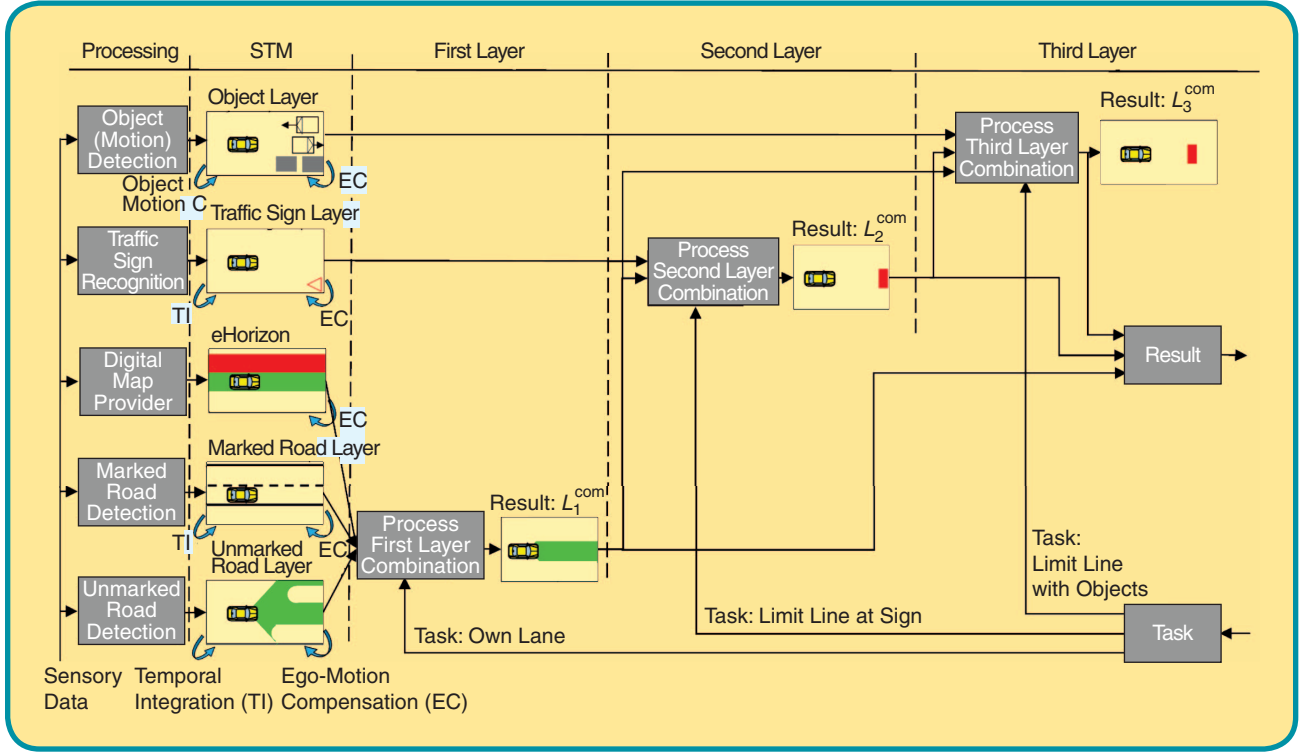 Processing
STM
First Layer
Second Layer
Third Layer
Object
(Motion)
Detection
Object Layer
EC
Object
Motion C
Process
Third Layer
Combination
Result: L3com
Traffic
Sign
Recognition
Traffic Sign Layer
TI
EC
Process
Second Layer
Combination
Result: L2com
Digital
Map
Provider
eHorizon
EC
Result
Marked
Road
Detection
Marked Road Layer
TI
EC
Process
First Layer
Combination
Result: L1com
Unmarked
Road
Detection
Unmarked
Road Layer
Task:
Limit Line
with Objects
Task: Limit Line at Sign
Task: Own Lane
Task
Sensory
Data
Temporal
Integration (TI)
Ego-Motion
Compensation (EC)